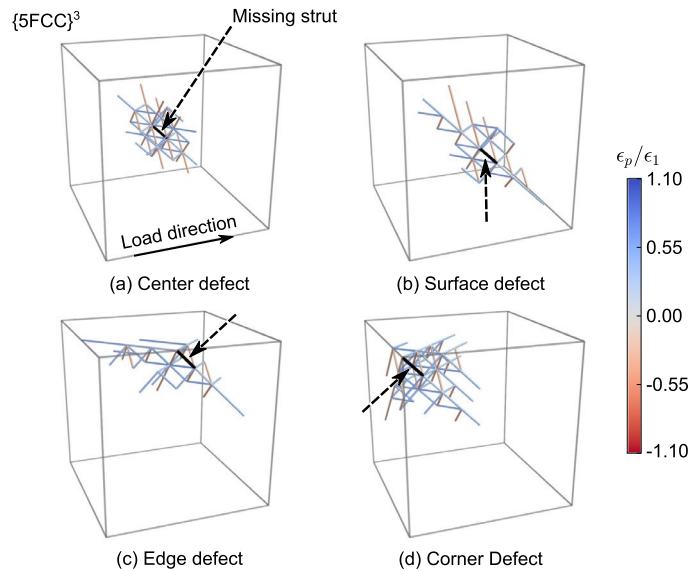 {5FCC}³
Missing strut
Load direction
(a) Center defect
(b) Surface defect
ϵₚ/ϵ₁
1.10
0.55
0.00
-0.55
-1.10
(c) Edge defect
(d) Corner Defect